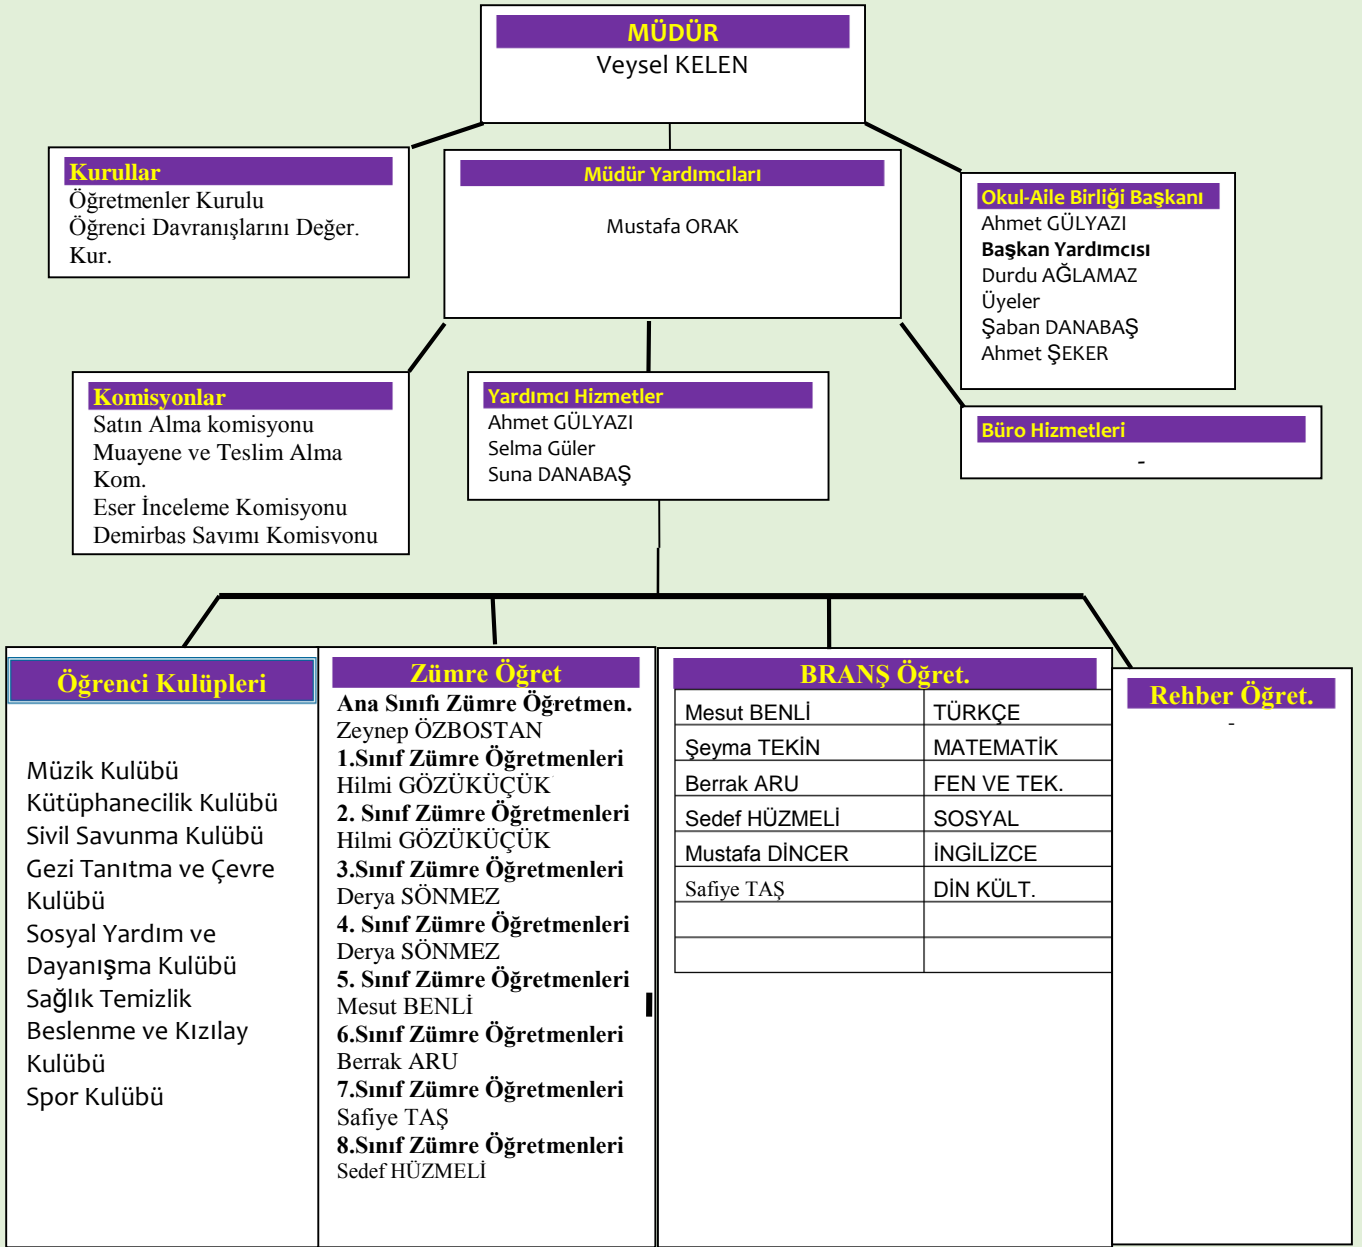 MÜDÜR
Veysel KELEN
Kurullar
Öğretmenler Kurulu
Öğrenci Davranışlarını Değer.
Kur.
Müdür Yardımcıları
Mustafa ORAK
Okul-Aile Birliği Başkanı
Ahmet GÜLYAZI
Başkan Yardımcısı
Durdu AĞLAMAZ
Üyeler
Şaban DANABAŞ
Ahmet ŞEKER
Komisyonlar
Satın Alma komisyonu
Muayene ve Teslim Alma
Kom.
Eser İnceleme Komisyonu
Demirbaş Sayımı Komisyonu
Yardımcı Hizmetler
Ahmet GÜLYAZI
Selma Güler
Suna DANABAŞ
Büro Hizmetleri
-
Öğrenci Kulüpleri
Müzik Kulübü
Kütüphanecilik Kulübü
Sivil Savunma Kulübü
Gezi Tanıtma ve Çevre
Kulübü
Sosyal Yardım ve
Dayanışma Kulübü
Sağlık Temizlik
Beslenme ve Kızılay
Kulübü
Spor Kulübü
Zümre Öğret
Ana Sınıfı Zümre Öğretmen.
Zeynep ÖZBOSTAN
1.Sınıf Zümre Öğretmenleri
Hilmi GÖZÜKÜÇÜK
2. Sınıf Zümre Öğretmenleri
Hilmi GÖZÜKÜÇÜK
3.Sınıf Zümre Öğretmenleri
Derya SÖNMEZ
4. Sınıf Zümre Öğretmenleri
Derya SÖNMEZ
5. Sınıf Zümre Öğretmenleri
Mesut BENLİ
6.Sınıf Zümre Öğretmenleri
Berrak ARU
7.Sınıf Zümre Öğretmenleri
Safiye TAŞ
8.Sınıf Zümre Öğretmenleri
Sedef HÜZMELİ
BRANŞ Öğret.
Mesut BENLİ TÜRKÇE
Şeyma TEKİN MATEMATİK
Berrak ARU FEN VE TEK.
Sedef HÜZMELİ SOSYAL
Mustafa DİNCER İNGİLİZCE
Safiye TAŞ DİN KÜLT.
Rehber Öğret.
-